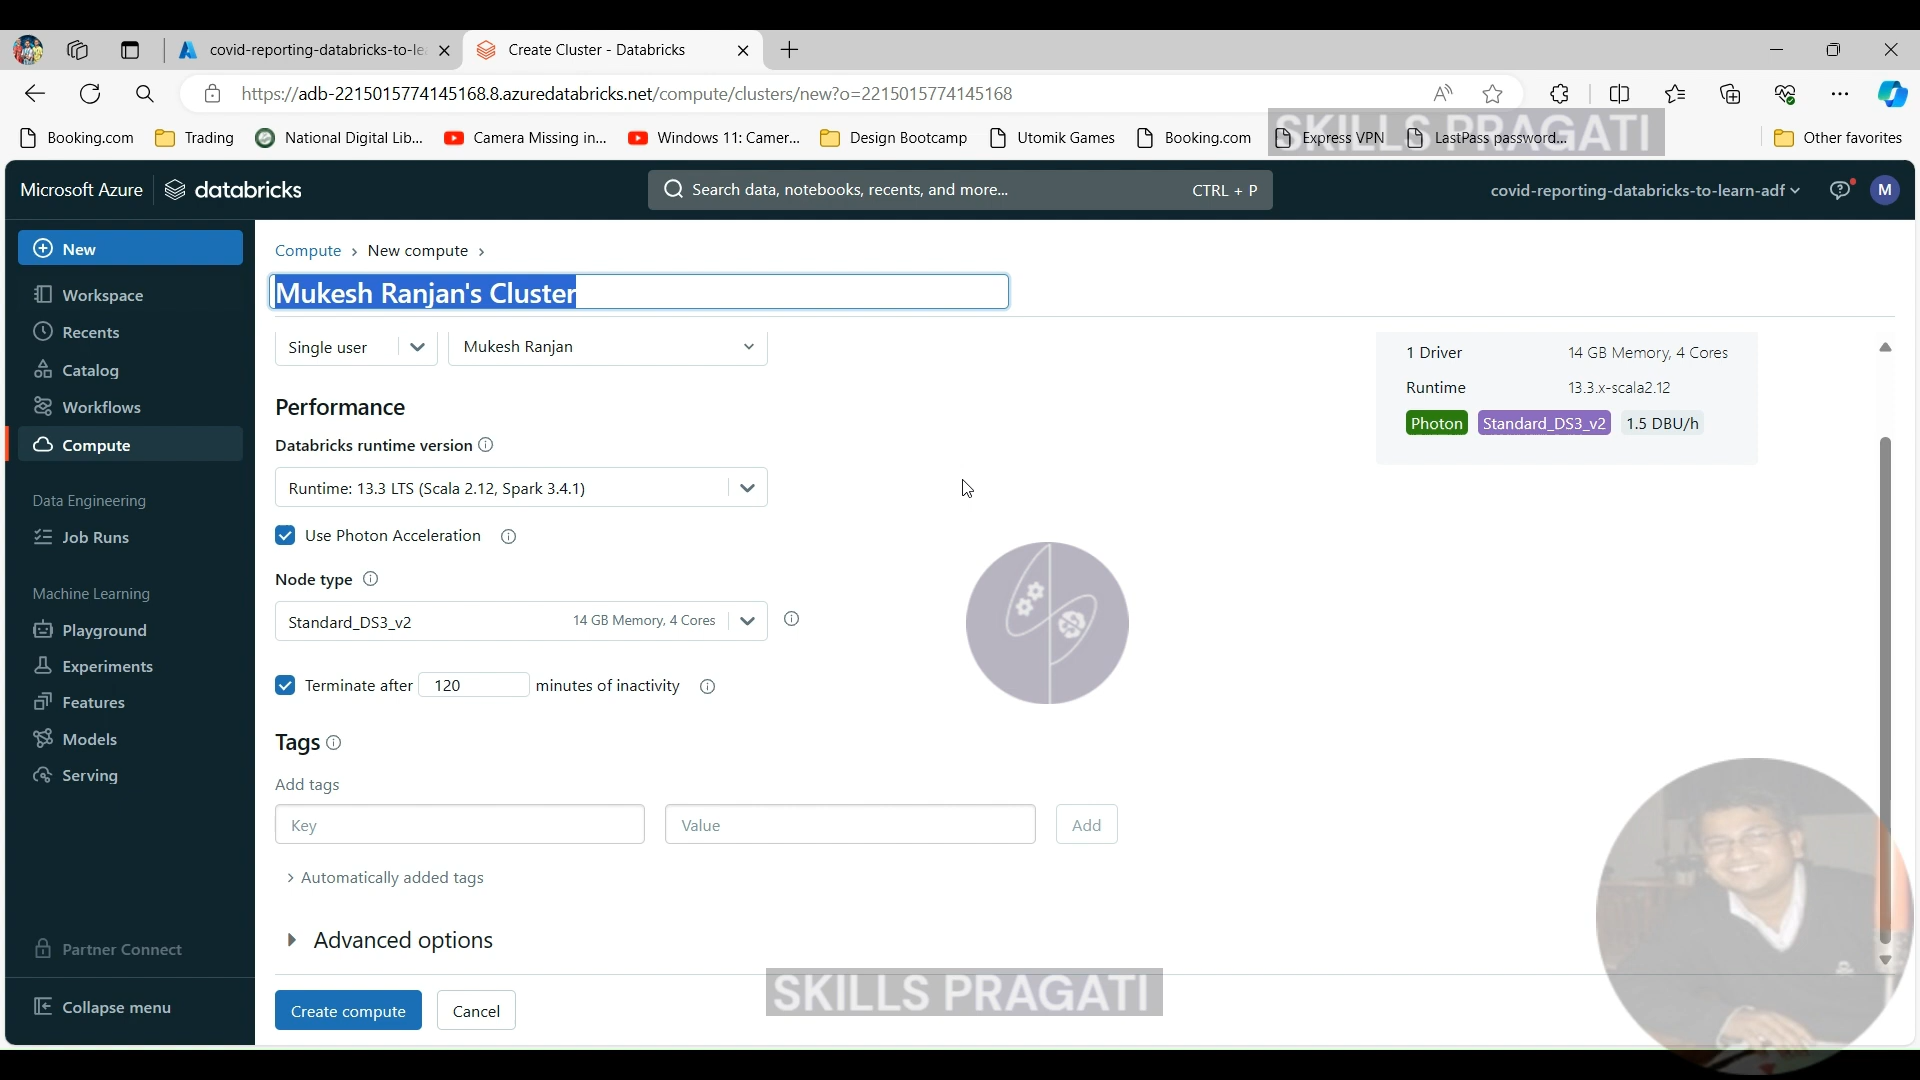 covid-reporting-databricks-to-le
Create Cluster - Databricks
https://adb-2215015774145168.8.azuredatabricks.net/compute/clusters/new?o=2215015774145168
Booking.com
Trading
National Digital Lib...
Camera Missing in...
Windows 11: Camer...
Design Bootcamp
Utomik Games
Booking.com
Express VPN
LastPass password...
Other favorites
SKILLS PRAGATI
Microsoft Azure
databricks
Search data, notebooks, recents, and more...
CTRL + P
covid-reporting-databricks-to-learn-adf
M
New
Workspace
Recents
Catalog
Workflows
Compute
Data Engineering
Job Runs
Machine Learning
Playground
Experiments
Features
Models
Serving
Partner Connect
Collapse menu
Compute > New compute >
Mukesh Ranjan's Cluster
Single user
Mukesh Ranjan
Performance
Databricks runtime version
Runtime: 13.3 LTS (Scala 2.12, Spark 3.4.1)
Use Photon Acceleration
Node type
Standard_DS3_v2
14 GB Memory, 4 Cores
Terminate after 120 minutes of inactivity
Tags
Add tags
Key
Value
Add
> Automatically added tags
Advanced options
Create compute
Cancel
1 Driver
14 GB Memory, 4 Cores
Runtime
13.3.x-scala2.12
Photon
Standard_DS3_v2
1.5 DBU/h
SKILLS PRAGATI